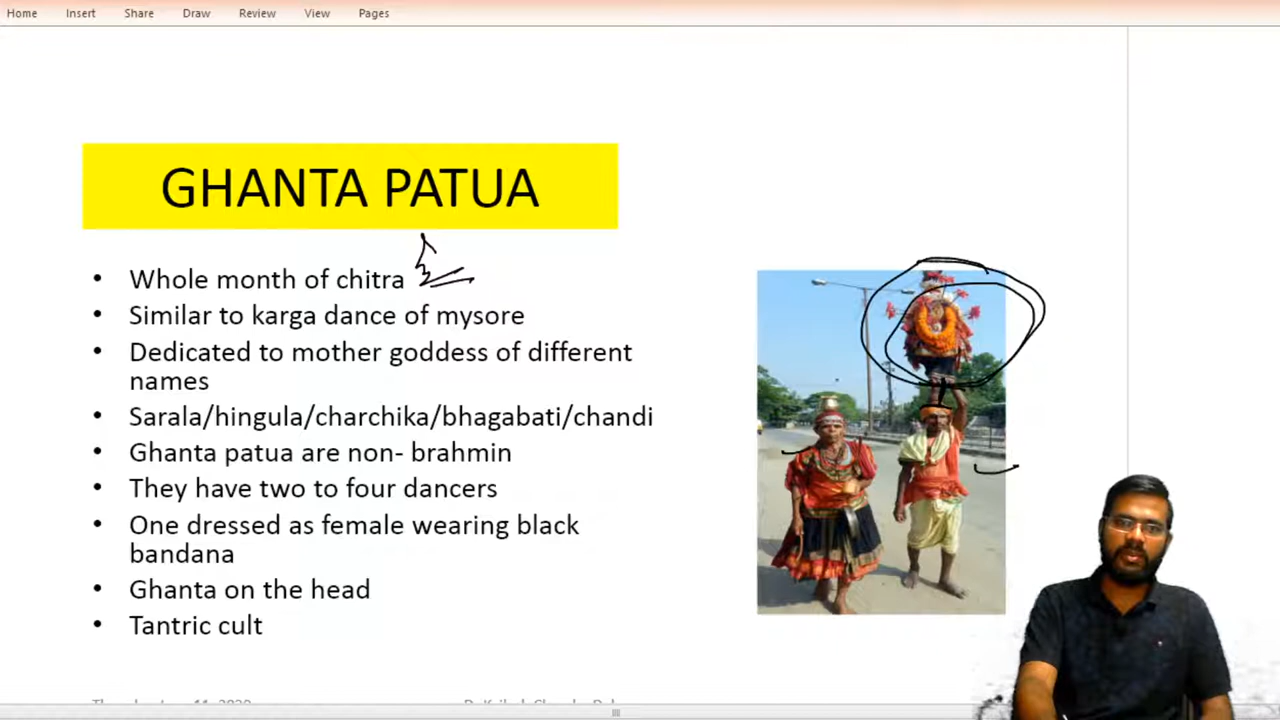 Home Insert Share Draw Review View Pages
GHANTA PATUA
• Whole month of chitra
• Similar to karga dance of mysore
• Dedicated to mother goddess of different
names
• Sarala/hingula/charchika/bhagabati/chandi
• Ghanta patua are non- brahmin
• They have two to four dancers
• One dressed as female wearing black
bandana
• Ghanta on the head
• Tantric cult